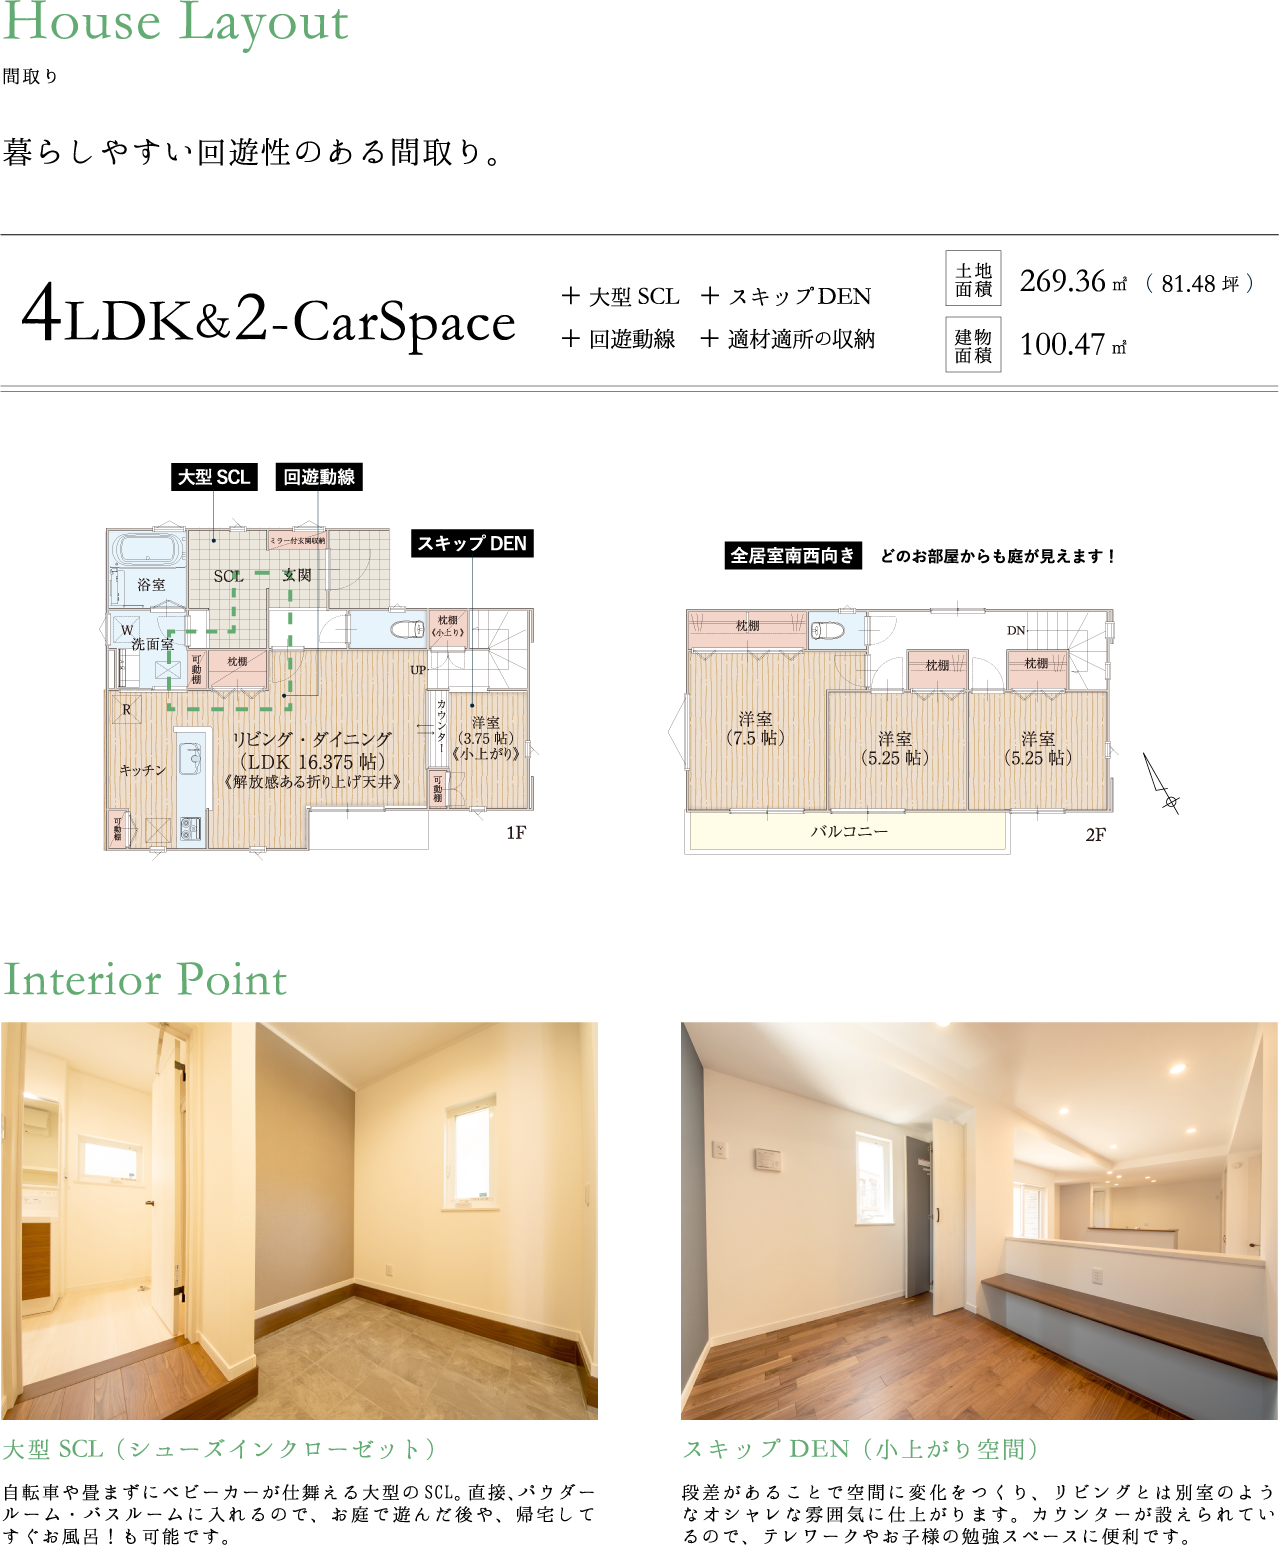 House Layout
間取り
暮らしやすい回遊性のある間取り。
4LDK&2-CarSpace
＋ 大型 SCL ＋ スキップ DEN
＋ 回遊動線 ＋ 適材適所の収納
土地面積 269.36 ㎡（ 81.48 坪 ）
建物面積 100.47 ㎡
大型 SCL
回遊動線
スキップ DEN
ミラー付玄関収納
SCL
玄関
浴室
W
洗面室
可動棚
枕棚
枕棚
《小上り》
UP
R
キッチン
リビング・ダイニング
（LDK 16.375 帖）
《解放感ある折り上げ天井》
カウンター
洋室
（3.75 帖）
《小上がり》
可動棚
可動棚
1F
全居室南西向き
どのお部屋からも庭が見えます！
枕棚
DN
枕棚
枕棚
洋室
（7.5 帖）
洋室
（5.25 帖）
洋室
（5.25 帖）
バルコニー
2F
Interior Point
大型 SCL（シューズインクローゼット）
自転車や畳まずにベビーカーが仕舞える大型のSCL。直接、パウダー
ルーム・バスルームに入れるので、お庭で遊んだ後や、帰宅して
すぐお風呂！も可能です。
スキップ DEN（小上がり空間）
段差があることで空間に変化をつくり、リビングとは別室のよう
なオシャレな雰囲気に仕上がります。カウンターが設えられてい
るので、テレワークやお子様の勉強スペースに便利です。